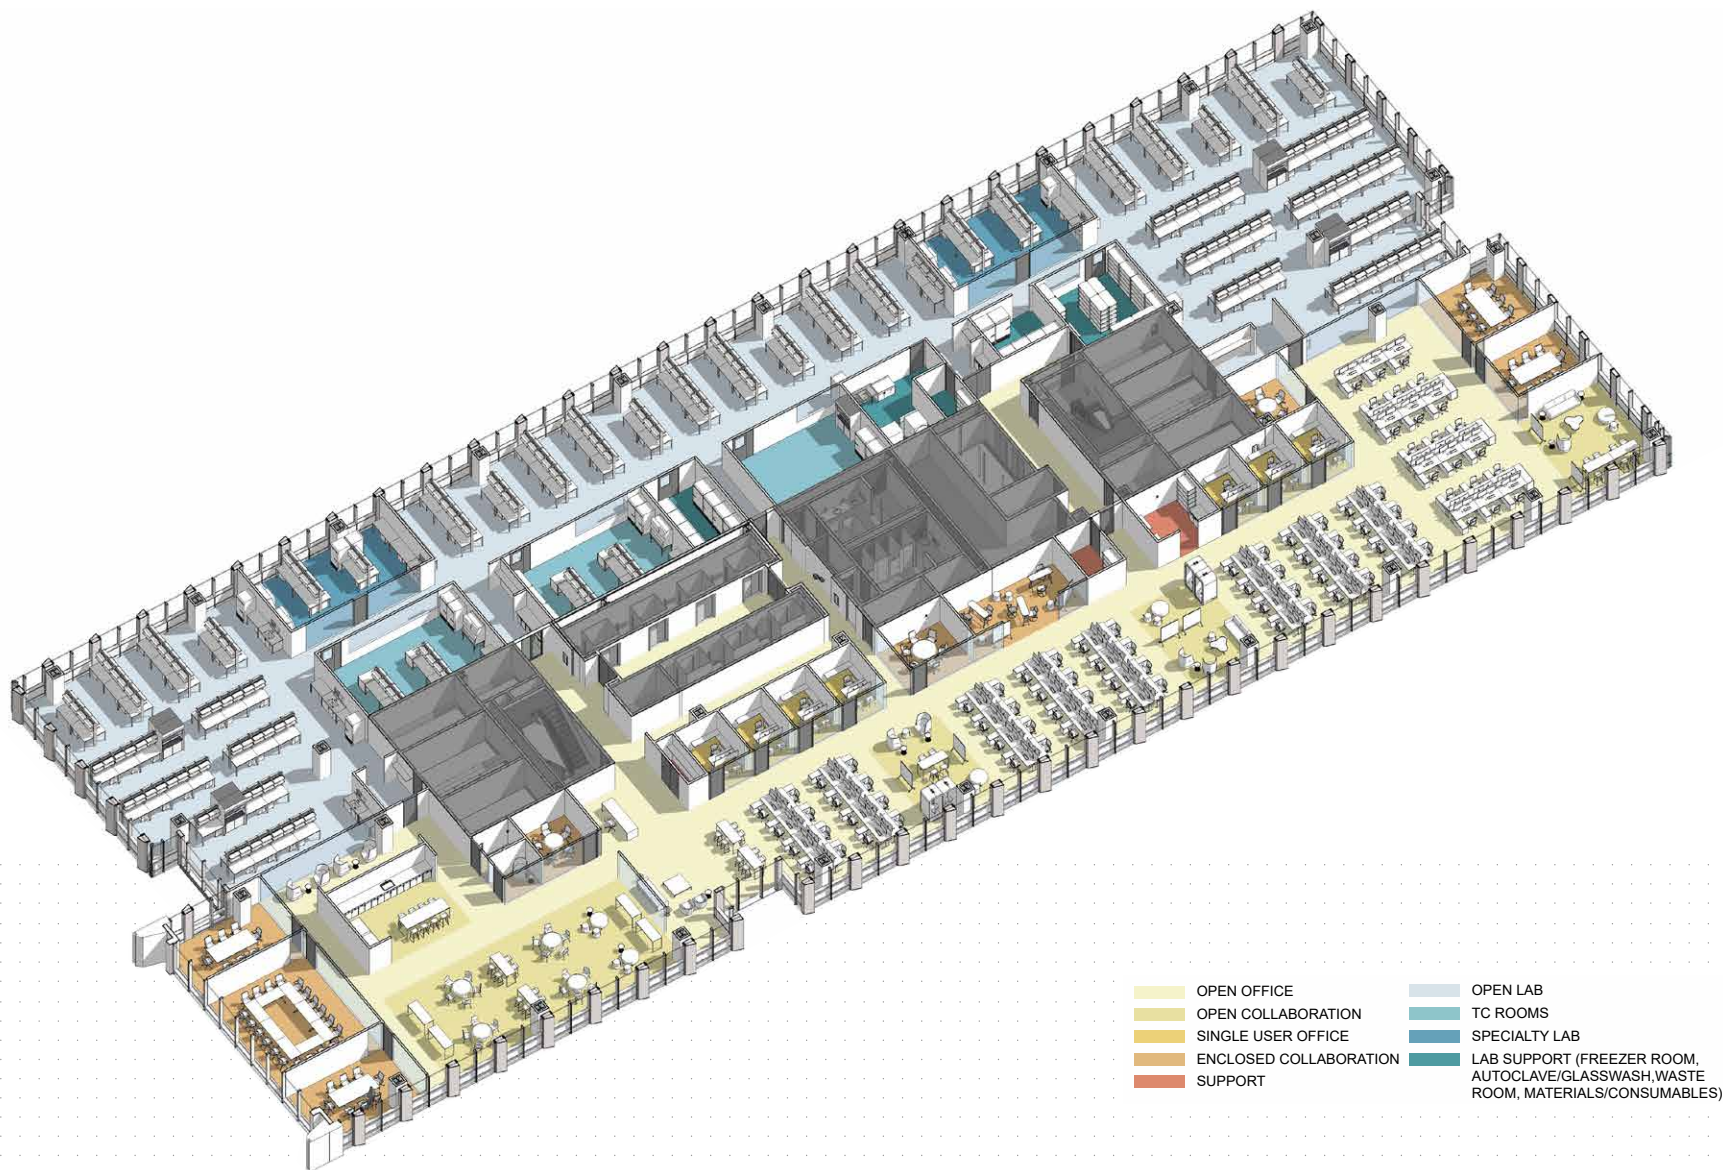 OPEN OFFICE
OPEN COLLABORATION
SINGLE USER OFFICE
ENCLOSED COLLABORATION
SUPPORT
OPEN LAB
TC ROOMS
SPECIALTY LAB
LAB SUPPORT (FREEZER ROOM,
AUTOCLAVE/GLASSWASH,WASTE
ROOM, MATERIALS/CONSUMABLES)